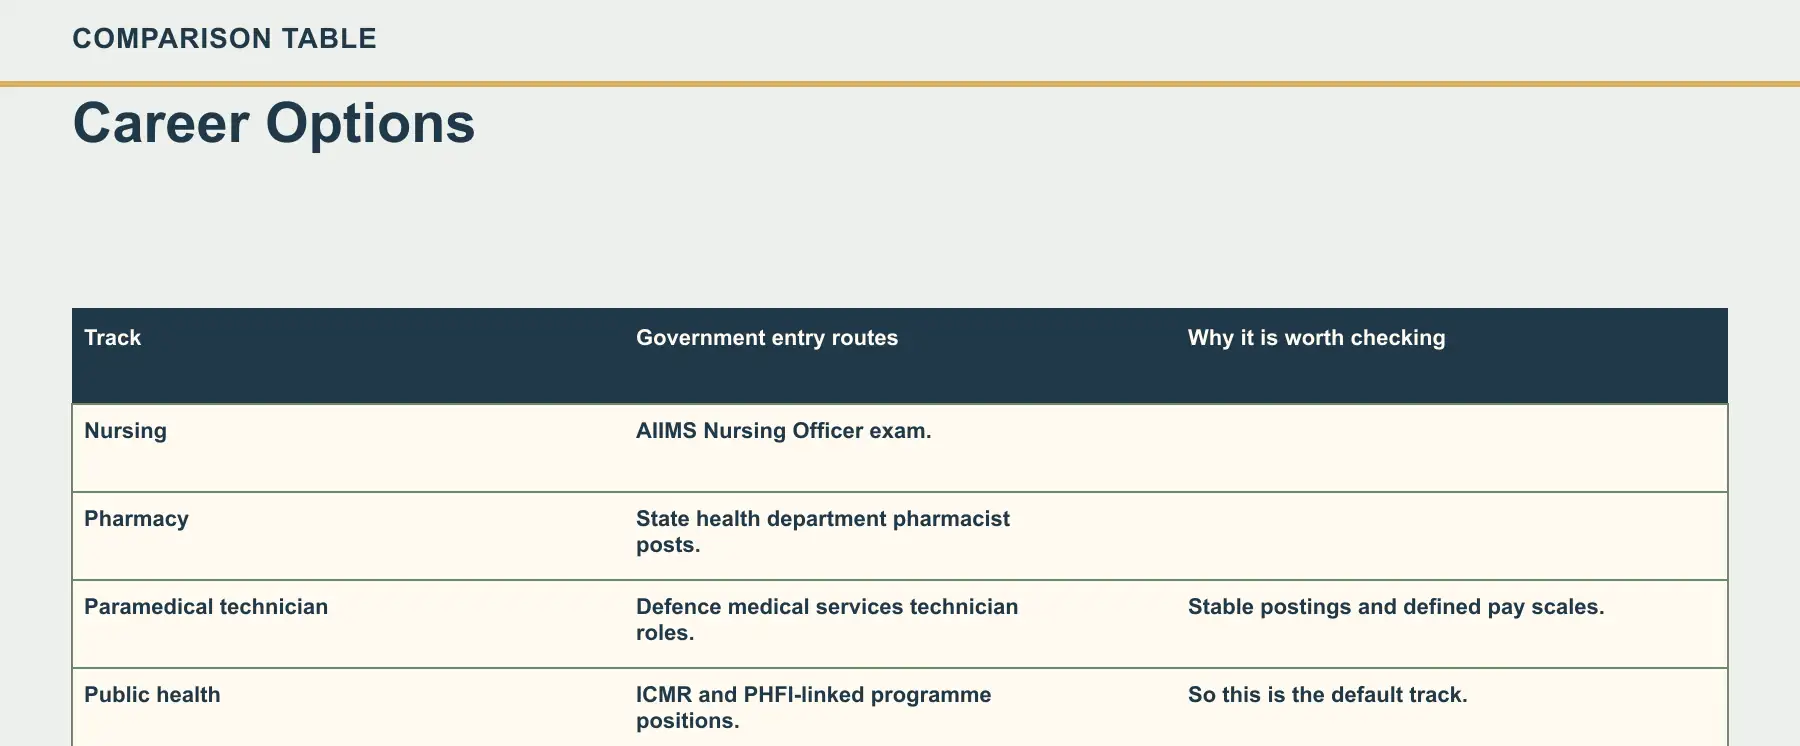 COMPARISON TABLE
Career Options
Track
Government entry routes
Why it is worth checking
Nursing
AIIMS Nursing Officer exam.
Pharmacy
State health department pharmacist
posts.
Paramedical technician
Defence medical services technician
roles.
Stable postings and defined pay scales.
Public health
ICMR and PHFI-linked programme
positions.
So this is the default track.